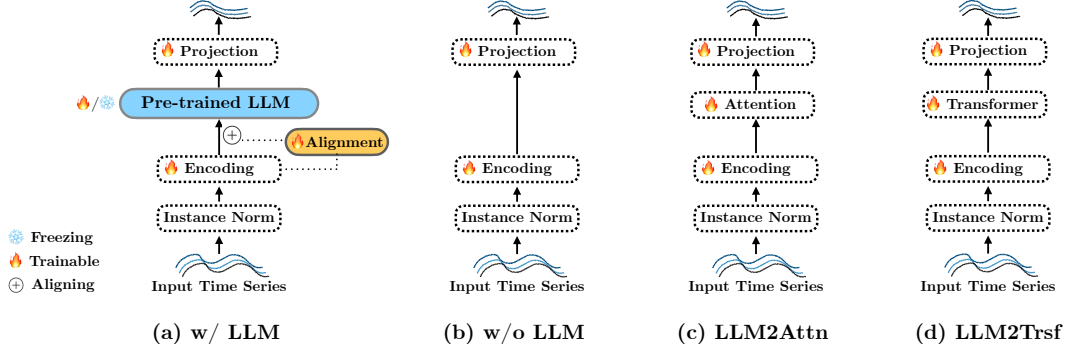 Projection
Pre-trained LLM
/
+
Alignment
Encoding
Instance Norm
Input Time Series
(a) w/ LLM
Freezing
Trainable
+ Aligning
Projection
Encoding
Instance Norm
Input Time Series
(b) w/o LLM
Projection
Attention
Encoding
Instance Norm
Input Time Series
(c) LLM2Attn
Projection
Transformer
Encoding
Instance Norm
Input Time Series
(d) LLM2Trsf